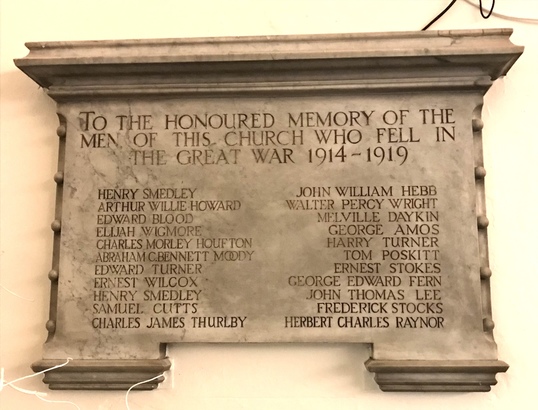 TO THE HONOURED MEMORY OF THE
MEN OF THIS CHURCH WHO FELL IN
THE GREAT WAR 1914-1919
HENRY SMEDLEY
ARTHUR WILLIE HOWARD
EDWARD BLOOD
ELIJAH WIGMORE
CHARLES MORLEY HOUFTON
ABRAHAM C.BENNETT MOODY
EDWARD TURNER
ERNEST WILCOX
HENRY SMEDLEY
SAMUEL CUTTS
CHARLES JAMES THURLBY
JOHN WILLIAM HEBB
WALTER PERCY WRIGHT
MELVILLE DAYKIN
GEORGE AMOS
HARRY TURNER
TOM POSKITT
ERNEST STOKES
GEORGE EDWARD FERN
JOHN THOMAS LEE
FREDERICK STOCKS
HERBERT CHARLES RAYNOR